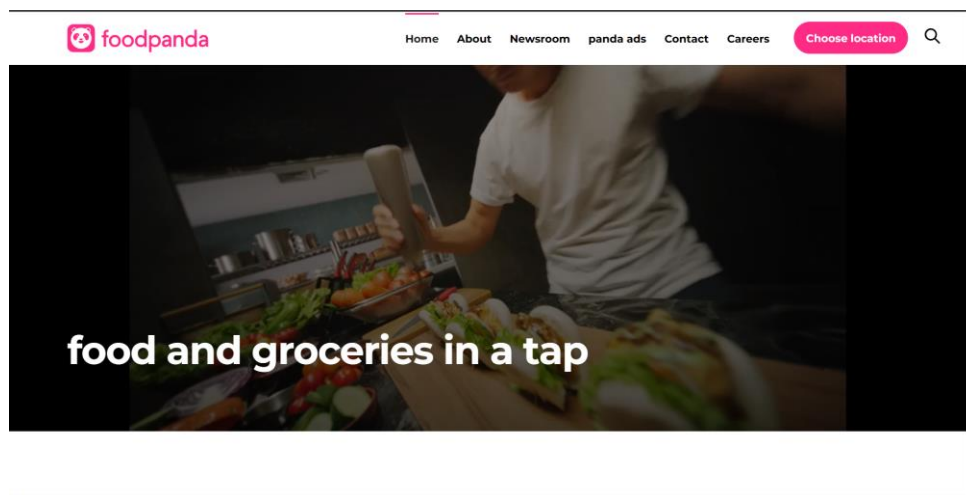 foodpanda
Home About Newsroom panda ads Contact Careers Choose location
food and groceries in a tap